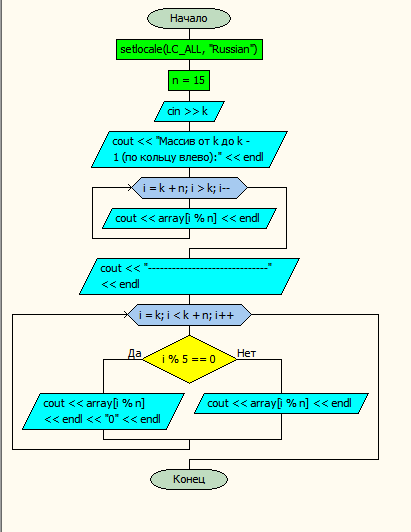 Начало
setlocale(LC_ALL, "Russian")
n = 15
cin >> k
cout << "Массив от k до k -
1 (по кольцу влево):" << endl
i = k + n; i > k; i--
cout << array[i % n] << endl
cout << "------------------------------"
<< endl
i = k; i < k + n; i++
Да
Нет
i % 5 == 0
cout << array[i % n]
<< endl << "0" << endl
cout << array[i % n] << endl
Конец